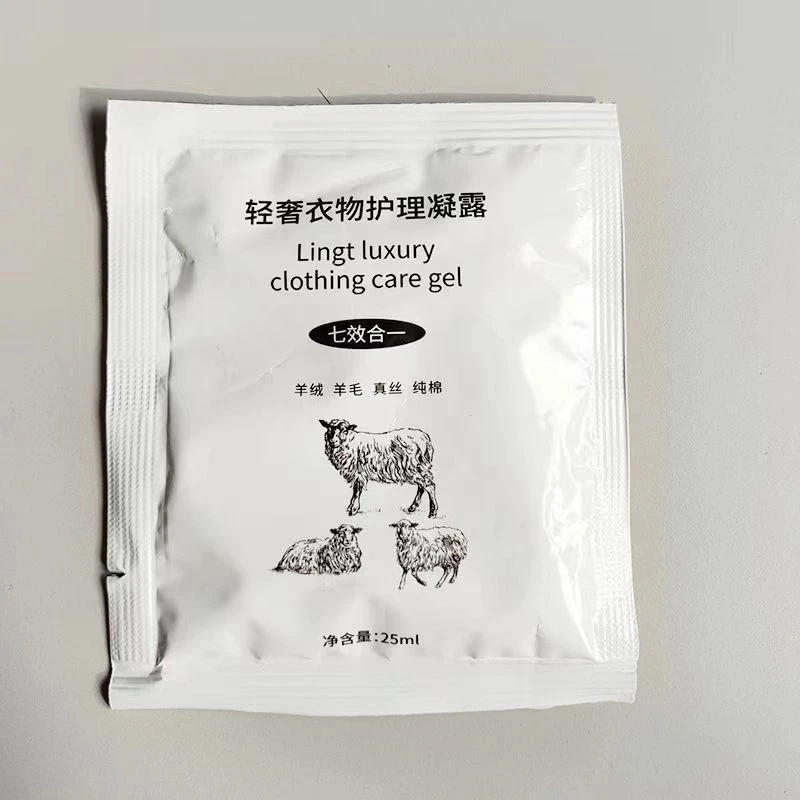 轻奢衣物护理凝露
Lingt luxury
clothing care gel
七效合一
羊绒 羊毛 真丝 纯棉
净含量:25ml